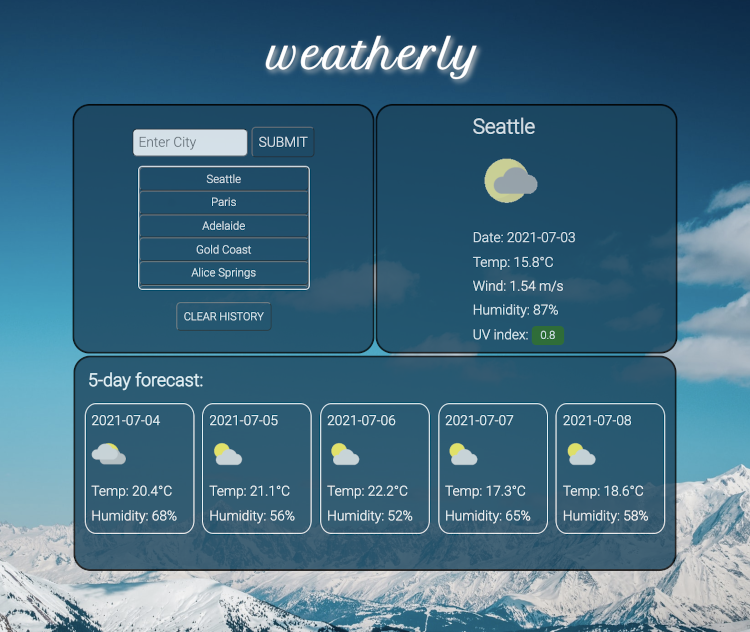 weatherly
Enter City
SUBMIT
Seattle
Paris
Adelaide
Gold Coast
Alice Springs
CLEAR HISTORY
Seattle
Date: 2021-07-03
Temp: 15.8°C
Wind: 1.54 m/s
Humidity: 87%
UV index: 0.8
5-day forecast:
2021-07-04
Temp: 20.4°C
Humidity: 68%
2021-07-05
Temp: 21.1°C
Humidity: 56%
2021-07-06
Temp: 22.2°C
Humidity: 52%
2021-07-07
Temp: 17.3°C
Humidity: 65%
2021-07-08
Temp: 18.6°C
Humidity: 58%